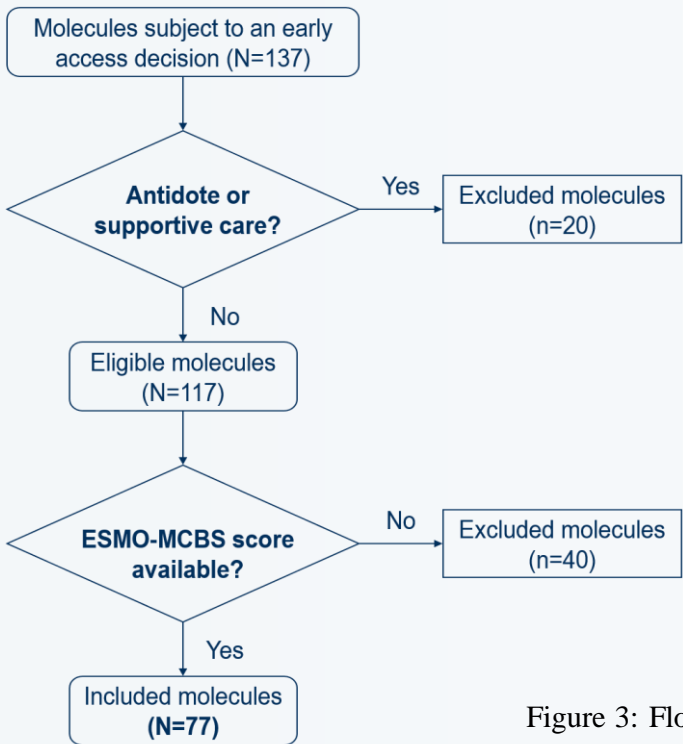 Molecules subject to an early
access decision (N=137)
Antidote or
supportive care?
Yes
Excluded molecules
(n=20)
No
Eligible molecules
(N=117)
ESMO-MCBS score
available?
No
Excluded molecules
(n=40)
Yes
Included molecules
(N=77)
Figure 3: Flo